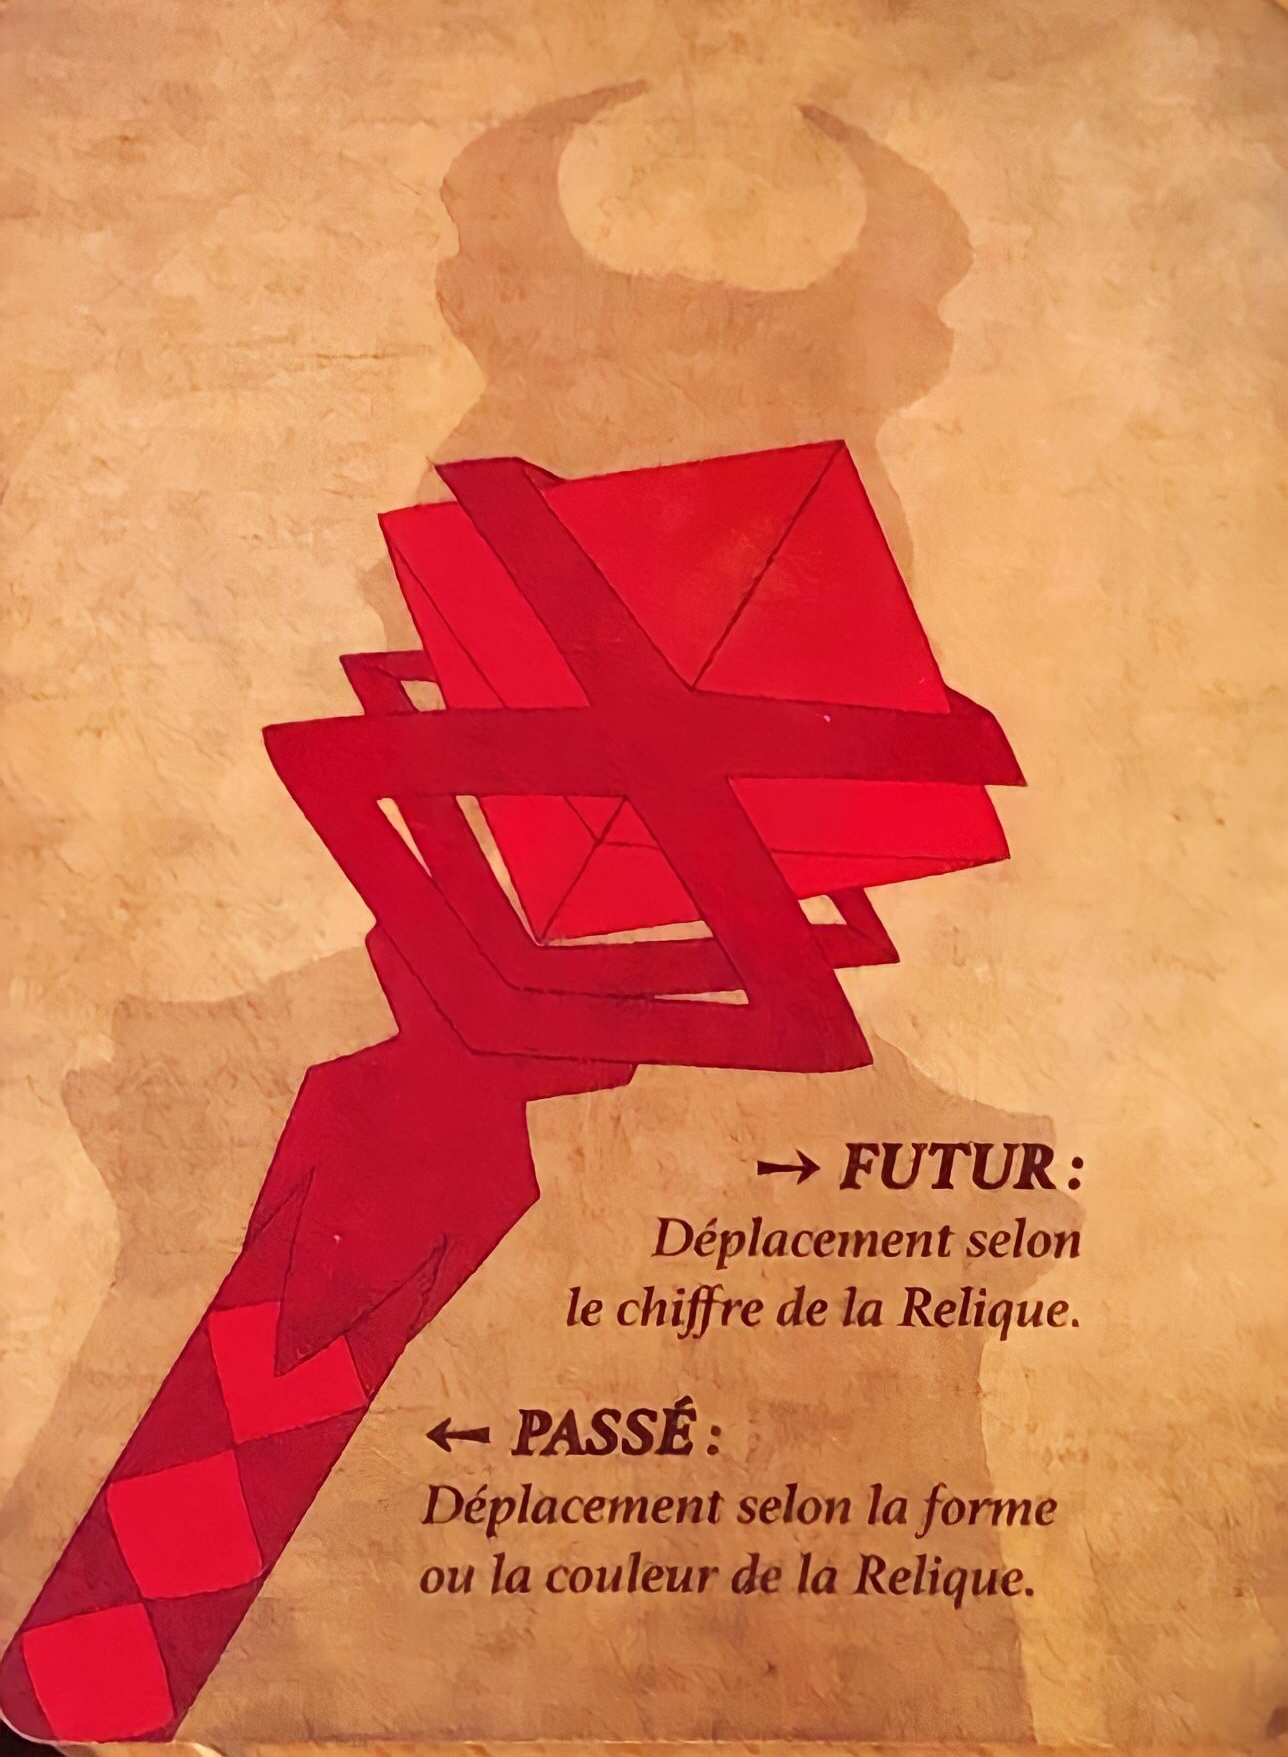 → FUTUR :
Déplacement selon
le chiffre de la Relique.
← PASSÉ :
Déplacement selon la forme
ou la couleur de la Relique.